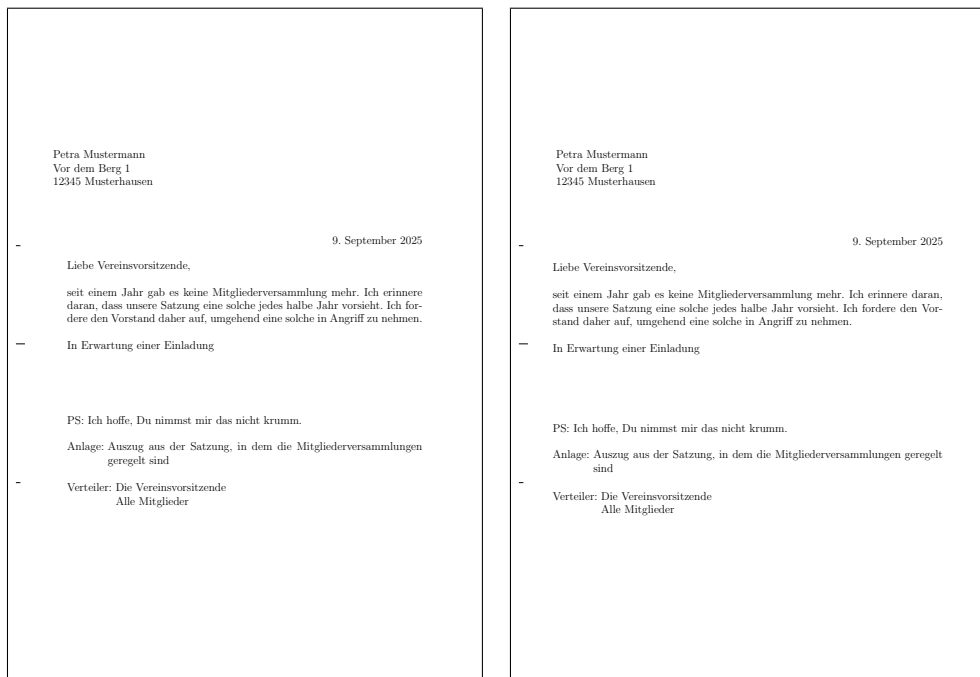 Petra Mustermann
Vor dem Berg 1
12345 Musterhausen
9. September 2025
Liebe Vereinsvorsitzende,
seit einem Jahr gab es keine Mitgliederversammlung mehr. Ich erinnere
daran, dass unsere Satzung eine solche jedes halbe Jahr vorsieht. Ich for-
dere den Vorstand daher auf, umgehend eine solche in Angriff zu nehmen.
In Erwartung einer Einladung
PS: Ich hoffe, Du nimmst mir das nicht krumm.
Anlage: Auszug aus der Satzung, in dem die Mitgliederversammlungen
geregelt sind
Verteiler: Die Vereinsvorsitzende
Alle Mitglieder
Petra Mustermann
Vor dem Berg 1
12345 Musterhausen
9. September 2025
Liebe Vereinsvorsitzende,
seit einem Jahr gab es keine Mitgliederversammlung mehr. Ich erinnere daran,
dass unsere Satzung eine solche jedes halbe Jahr vorsieht. Ich fordere den Vor-
stand daher auf, umgehend eine solche in Angriff zu nehmen.
In Erwartung einer Einladung
PS: Ich hoffe, Du nimmst mir das nicht krumm.
Anlage: Auszug aus der Satzung, in dem die Mitgliederversammlungen geregelt
sind
Verteiler: Die Vereinsvorsitzende
Alle Mitglieder